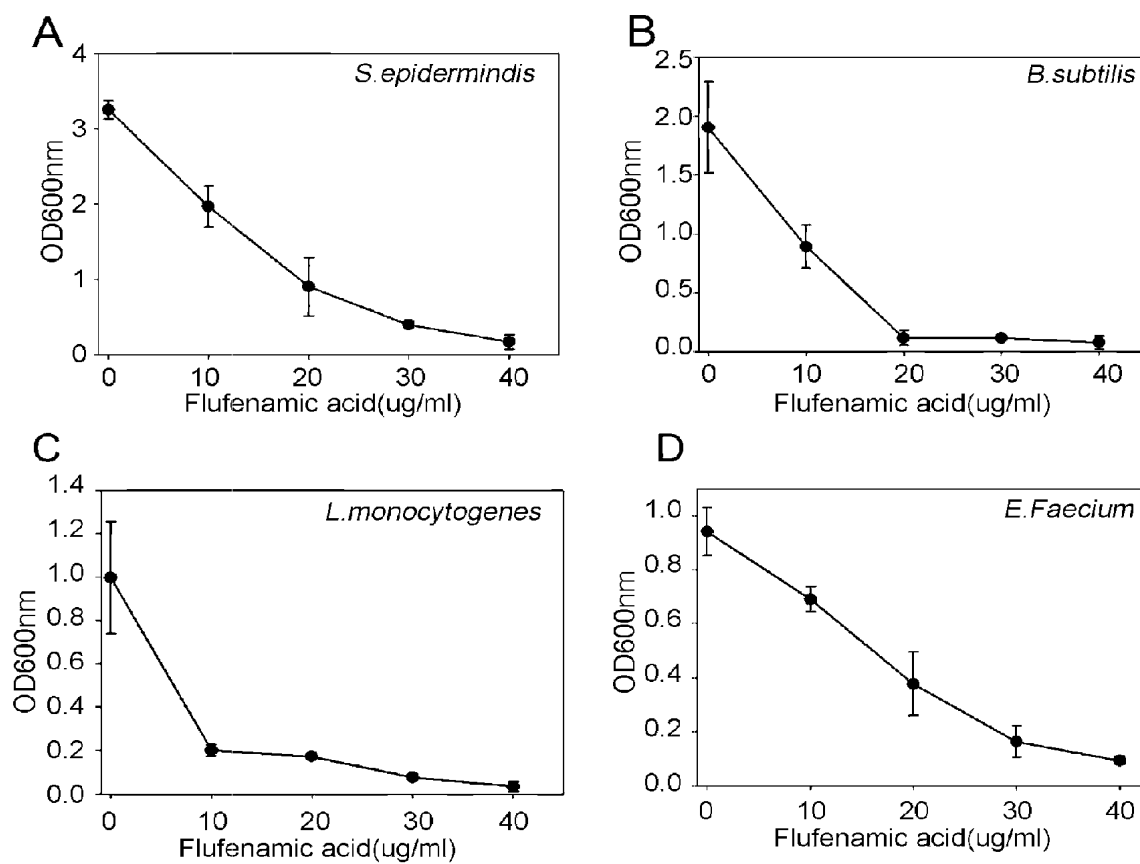 A
S.epidermindis
OD600nm
4
3
2
1
0
0 10 20 30 40
Flufenamic acid(ug/ml)
B
B.subtilis
OD600nm
2.5
2.0
1.5
1.0
0.5
0.0
0 10 20 30 40
Flufenamic acid(ug/ml)
C
L.monocytogenes
OD600nm
1.4
1.2
1.0
0.8
0.6
0.4
0.2
0.0
0 10 20 30 40
Flufenamic acid(ug/ml)
D
E.Faecium
OD600nm
1.0
0.8
0.6
0.4
0.2
0.0
0 10 20 30 40
Flufenamic acid(ug/ml)